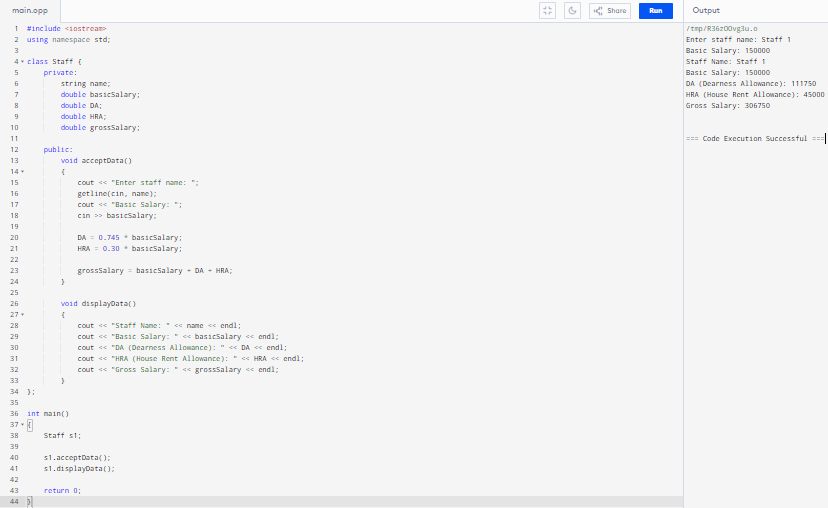 main.cpp
Share
Run
Output
1 #include <iostream>
2 using namespace std;
3
4 class Staff {
5 private:
6 string name;
7 double basicSalary;
8 double DA;
9 double HRA;
10 double grossSalary;
11
12 public:
13 void acceptData()
14 {
15 cout << "Enter staff name: ";
16 getline(cin, name);
17 cout << "Basic Salary: ";
18 cin >> basicSalary;
19
20 DA = 0.745 * basicSalary;
21 HRA = 0.30 * basicSalary;
22
23 grossSalary = basicSalary + DA + HRA;
24 }
25
26 void displayData()
27 {
28 cout << "Staff Name: " << name << endl;
29 cout << "Basic Salary: " << basicSalary << endl;
30 cout << "DA (Dearness Allowance): " << DA << endl;
31 cout << "HRA (House Rent Allowance): " << HRA << endl;
32 cout << "Gross Salary: " << grossSalary << endl;
33 }
34 };
35
36 int main()
37 {
38 Staff s1;
39
40 s1.acceptData();
41 s1.displayData();
42
43 return 0;
44 }
/tmp/R36zOOvg3u.o
Enter staff name: Staff 1
Basic Salary: 150000
Staff Name: Staff 1
Basic Salary: 150000
DA (Dearness Allowance): 111750
HRA (House Rent Allowance): 45000
Gross Salary: 306750
=== Code Execution Successful ===